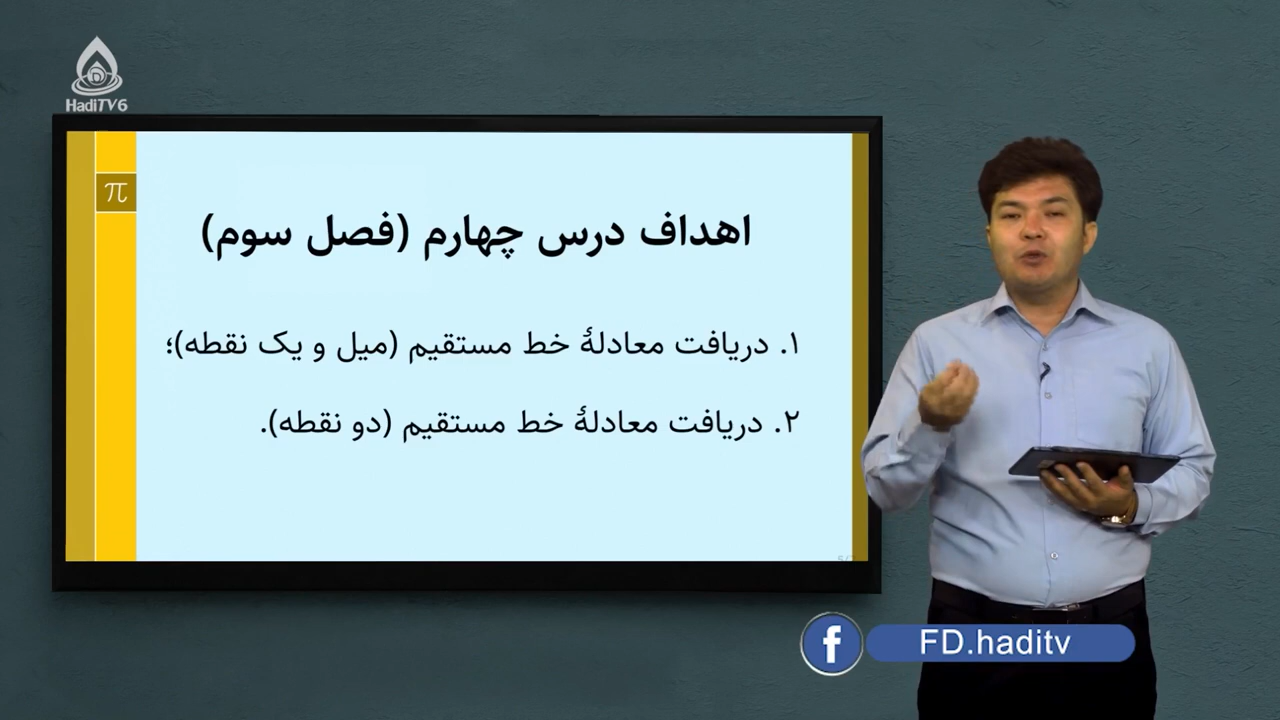 HadiTV6
π
اهداف درس چهارم (فصل سوم)
۱. دریافت معادلهٔ خط مستقیم (میل و یک نقطه)؛
۲. دریافت معادلهٔ خط مستقیم (دو نقطه).
f FD.haditv